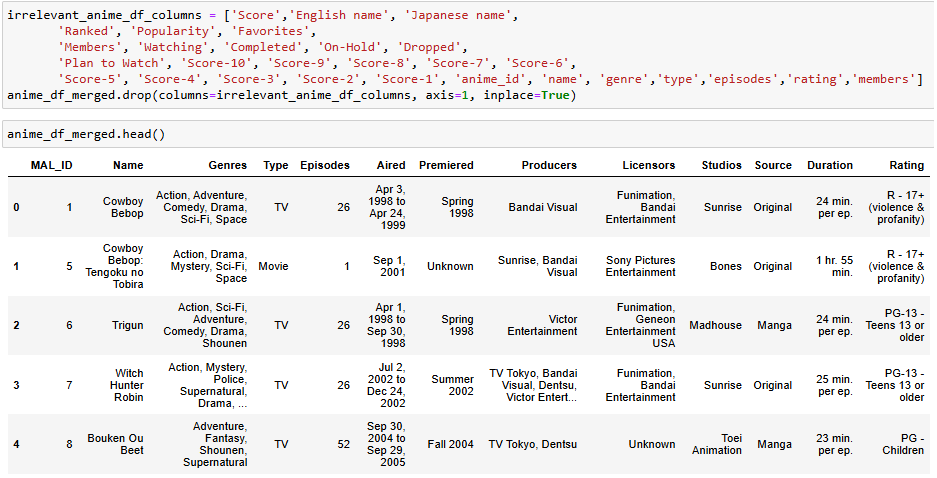 irrelevant_anime_df_columns = ['Score','English name', 'Japanese name',
'Ranked', 'Popularity', 'Favorites',
'Members', 'Watching', 'Completed', 'On-Hold', 'Dropped',
'Plan to Watch', 'Score-10', 'Score-9', 'Score-8', 'Score-7', 'Score-6',
'Score-5', 'Score-4', 'Score-3', 'Score-2', 'Score-1', 'anime_id', 'name', 'genre','type','episodes','rating','members']
anime_df_merged.drop(columns=irrelevant_anime_df_columns, axis=1, inplace=True)
anime_df_merged.head()
MAL_ID Name Genres Type Episodes Aired Premiered Producers Licensors Studios Source Duration Rating
0 1 Cowboy Bebop Action, Adventure, Comedy, Drama, Sci-Fi, Space TV 26 Apr 3, 1998 to Apr 24, 1999 Spring 1998 Bandai Visual Funimation, Bandai Entertainment Sunrise Original 24 min. per ep. R - 17+ (violence & profanity)
1 5 Cowboy Bebop: Tengoku no Tobira Action, Drama, Mystery, Sci-Fi, Space Movie 1 Sep 1, 2001 Unknown Sunrise, Bandai Visual Sony Pictures Entertainment Bones Original 1 hr. 55 min. R - 17+ (violence & profanity)
2 6 Trigun Action, Sci-Fi, Adventure, Comedy, Drama, Shounen TV 26 Apr 1, 1998 to Sep 30, 1998 Spring 1998 Victor Entertainment Funimation, Geneon Entertainment USA Madhouse Manga 24 min. per ep. PG-13 - Teens 13 or older
3 7 Witch Hunter Robin Action, Mystery, Police, Supernatural, Drama, ... TV 26 Jul 2, 2002 to Dec 24, 2002 Summer 2002 TV Tokyo, Bandai Visual, Dentsu, Victor Entert... Funimation, Bandai Entertainment Sunrise Original 25 min. per ep. PG-13 - Teens 13 or older
4 8 Bouken Ou Beet Adventure, Fantasy, Shounen, Supernatural TV 52 Sep 30, 2004 to Sep 29, 2005 Fall 2004 TV Tokyo, Dentsu Unknown Toei Animation Manga 23 min. per ep. PG - Children